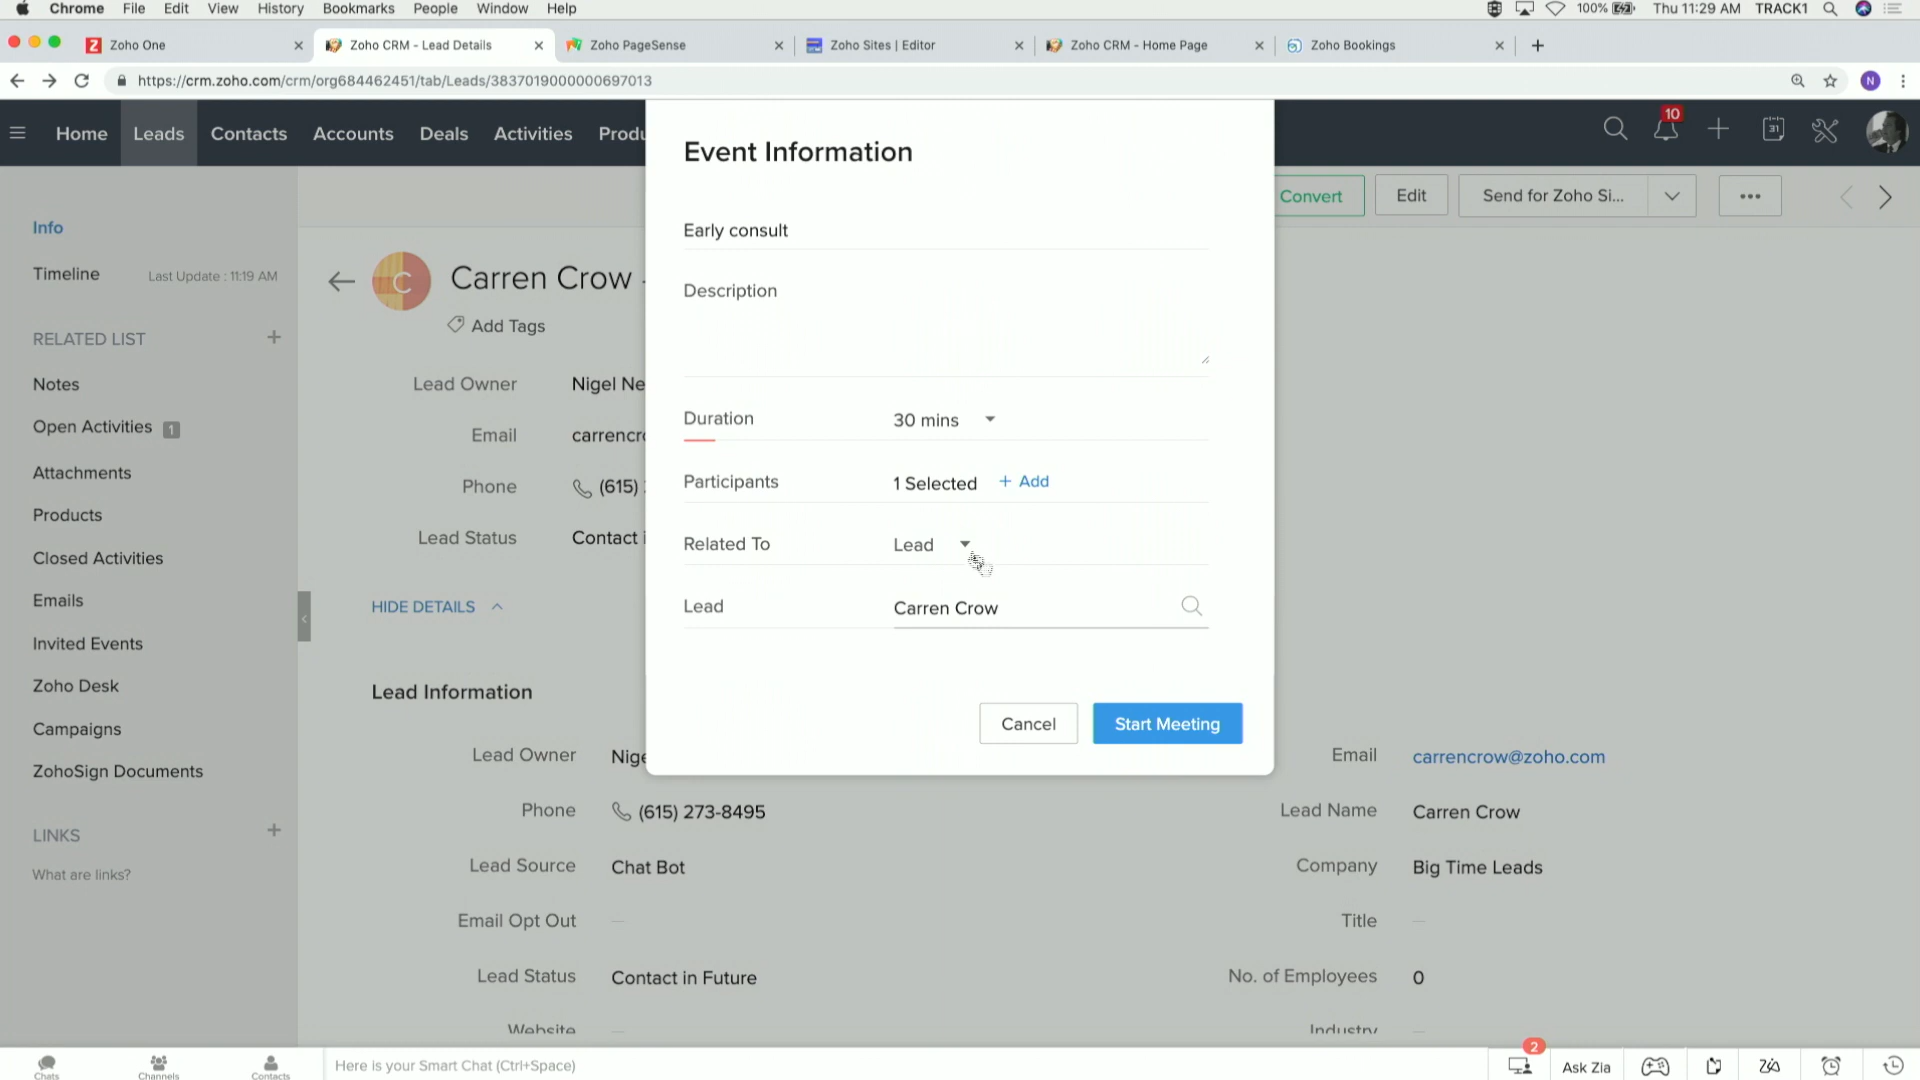 Chrome File Edit View History Bookmarks People Window Help 100% Thu 11:29 AM TRACK1
Zoho One
Zoho CRM - Lead Details
Zoho PageSense
Zoho Sites | Editor
Zoho CRM - Home Page
Zoho Bookings
https://crm.zoho.com/crm/org684462451/tab/Leads/3837019000000697013
N
Home Leads Contacts Accounts Deals Activities Produ
10
31
Convert
Edit
Send for Zoho Si...
Info
Timeline Last Update : 11:19 AM
RELATED LIST
Notes
Open Activities 1
Attachments
Products
Closed Activities
Emails
Invited Events
Zoho Desk
Campaigns
ZohoSign Documents
LINKS
What are links?
C
Carren Crow -
Add Tags
Lead Owner Nigel Ne
Email carrencro
Phone (615)
Lead Status Contact i
HIDE DETAILS
Event Information
Early consult
Description
Duration 30 mins
Participants 1 Selected + Add
Related To Lead
Lead Carren Crow
Cancel Start Meeting
Lead Information
Lead Owner Nige
Email carrencrow@zoho.com
Phone (615) 273-8495
Lead Name Carren Crow
Lead Source Chat Bot
Company Big Time Leads
Email Opt Out —
Title —
Lead Status Contact in Future
No. of Employees 0
Website —
Industry —
Chats Channels Contacts
Here is your Smart Chat (Ctrl+Space)
2
Ask Zia